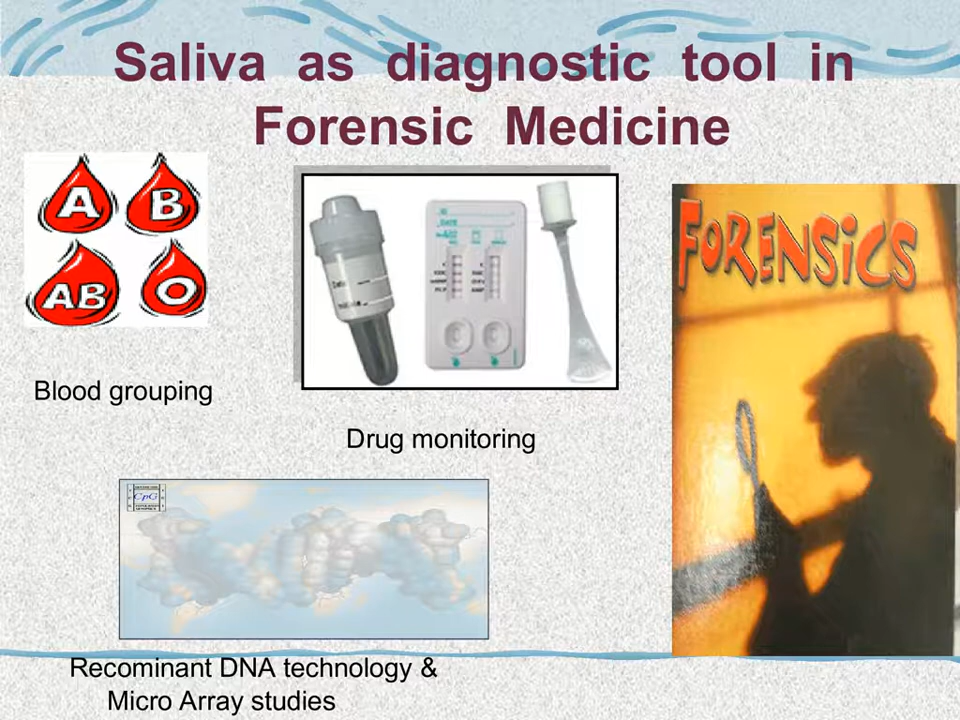 Saliva as diagnostic tool in
Forensic Medicine
A
B
AB
O
FORENSiCS
Blood grouping
Drug monitoring
CpG
Recominant DNA technology &
Micro Array studies